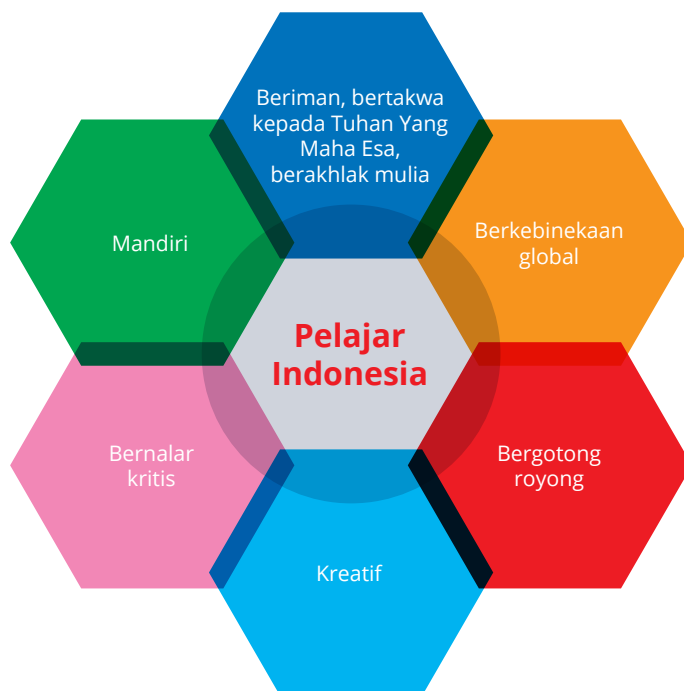 Beriman, bertakwa
kepada Tuhan Yang
Maha Esa,
berakhlak mulia
Mandiri
Berkebinekaan
global
Pelajar
Indonesia
Bernalar
kritis
Bergotong
royong
Kreatif